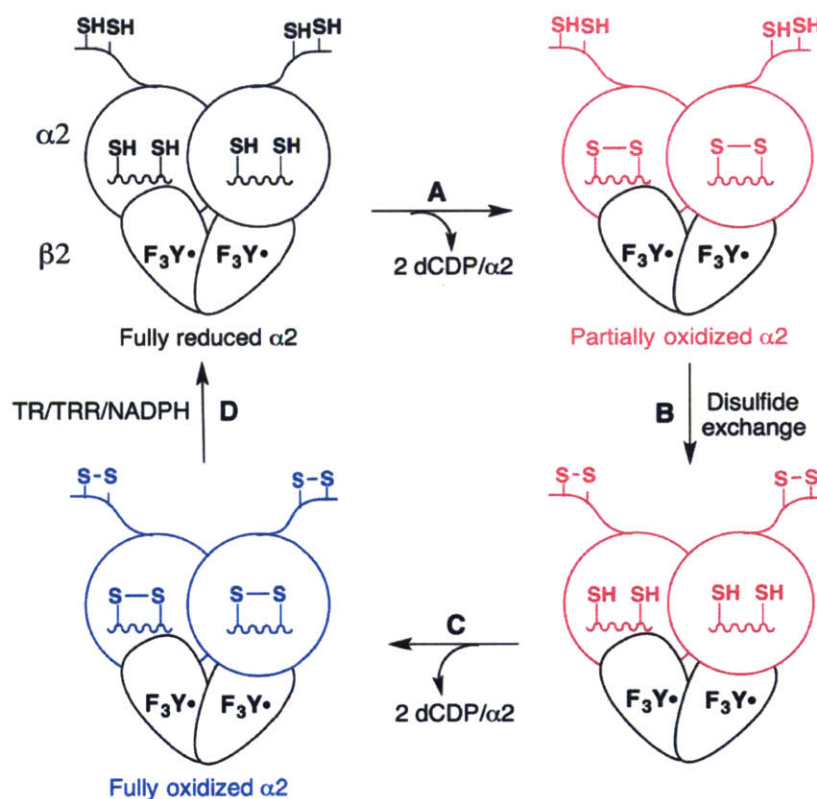 SHSH SHSH SHSH SHSH
α2 SH SH SH SH A S—S S—S
β2 F₃Y• F₃Y• 2 dCDP/α2 F₃Y• F₃Y•
Fully reduced α2 Partially oxidized α2
TR/TRR/NADPH D B Disulfide
exchange
S-S S-S S-S S-S
S—S S—S C SH SH SH SH
F₃Y• F₃Y• 2 dCDP/α2 F₃Y• F₃Y•
Fully oxidized α2